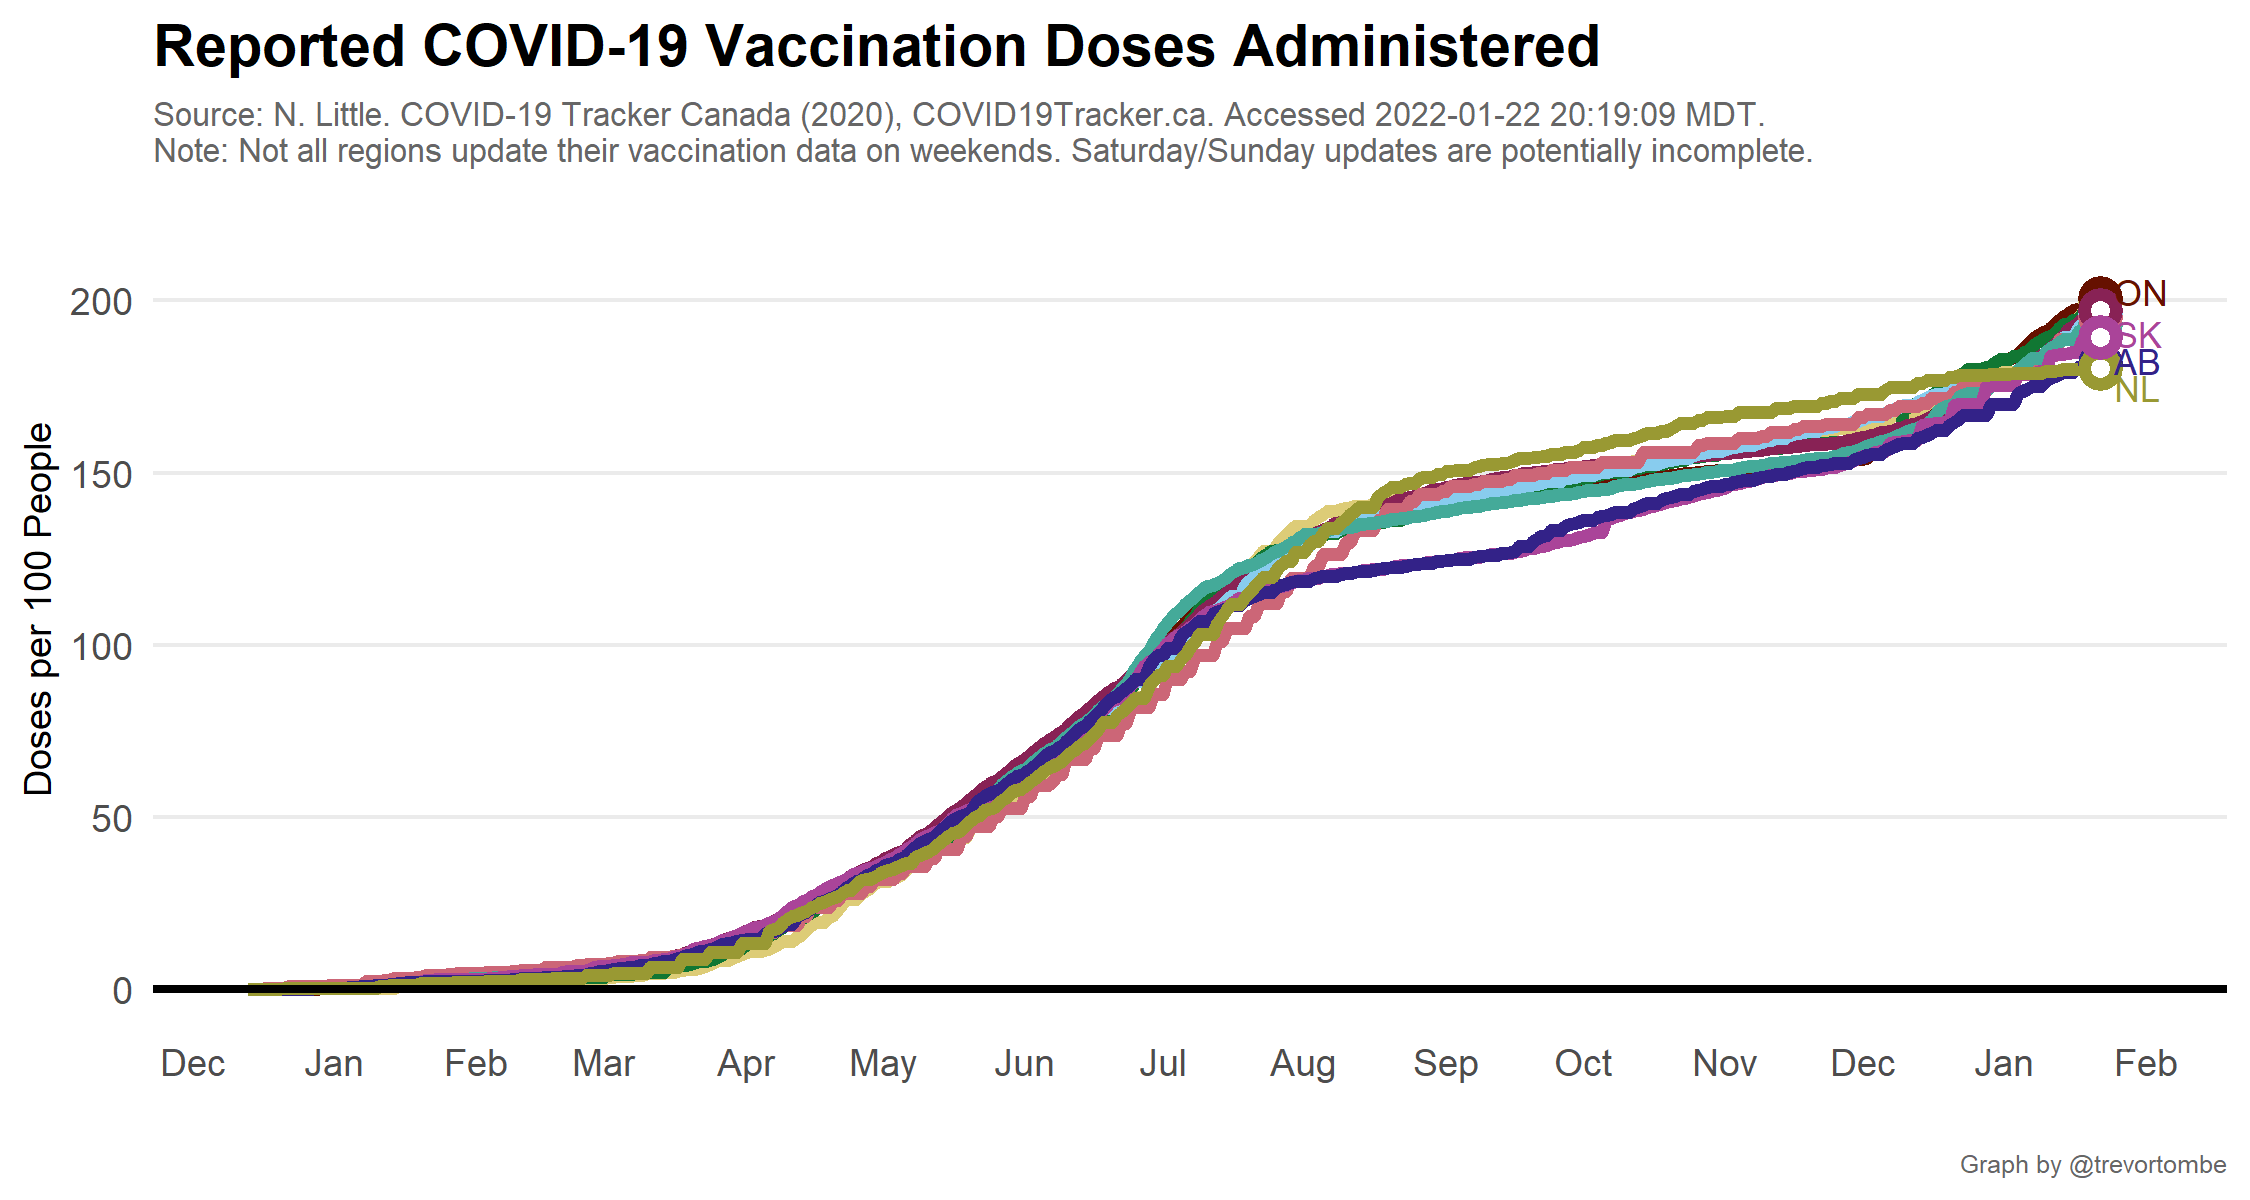 Reported COVID-19 Vaccination Doses Administered
Source: N. Little. COVID-19 Tracker Canada (2020), COVID19Tracker.ca. Accessed 2022-01-22 20:19:09 MDT.
Note: Not all regions update their vaccination data on weekends. Saturday/Sunday updates are potentially incomplete.
Doses per 100 People
200
150
100
50
0
ON
SK
AB
NL
Dec Jan Feb Mar Apr May Jun Jul Aug Sep Oct Nov Dec Jan Feb
Graph by @trevortombe